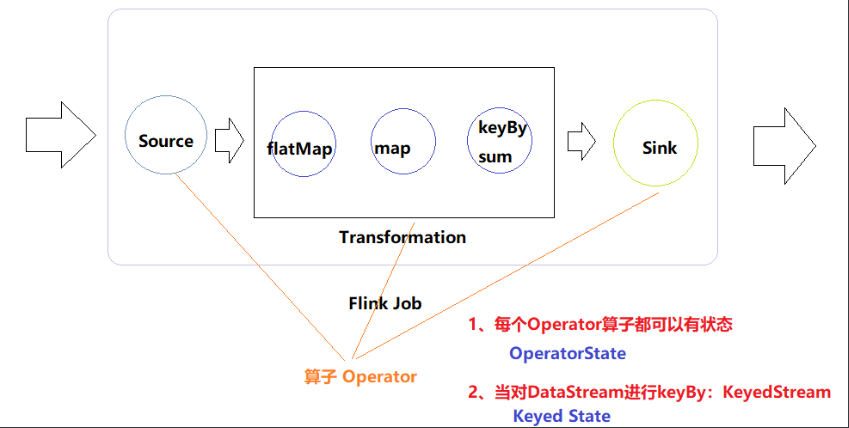 Source
flatMap
map
keyBy
sum
Sink
Transformation
Flink Job
算子 Operator
1、每个Operator算子都可以有状态
OperatorState
2、当对DataStream进行keyBy：KeyedStream
Keyed State